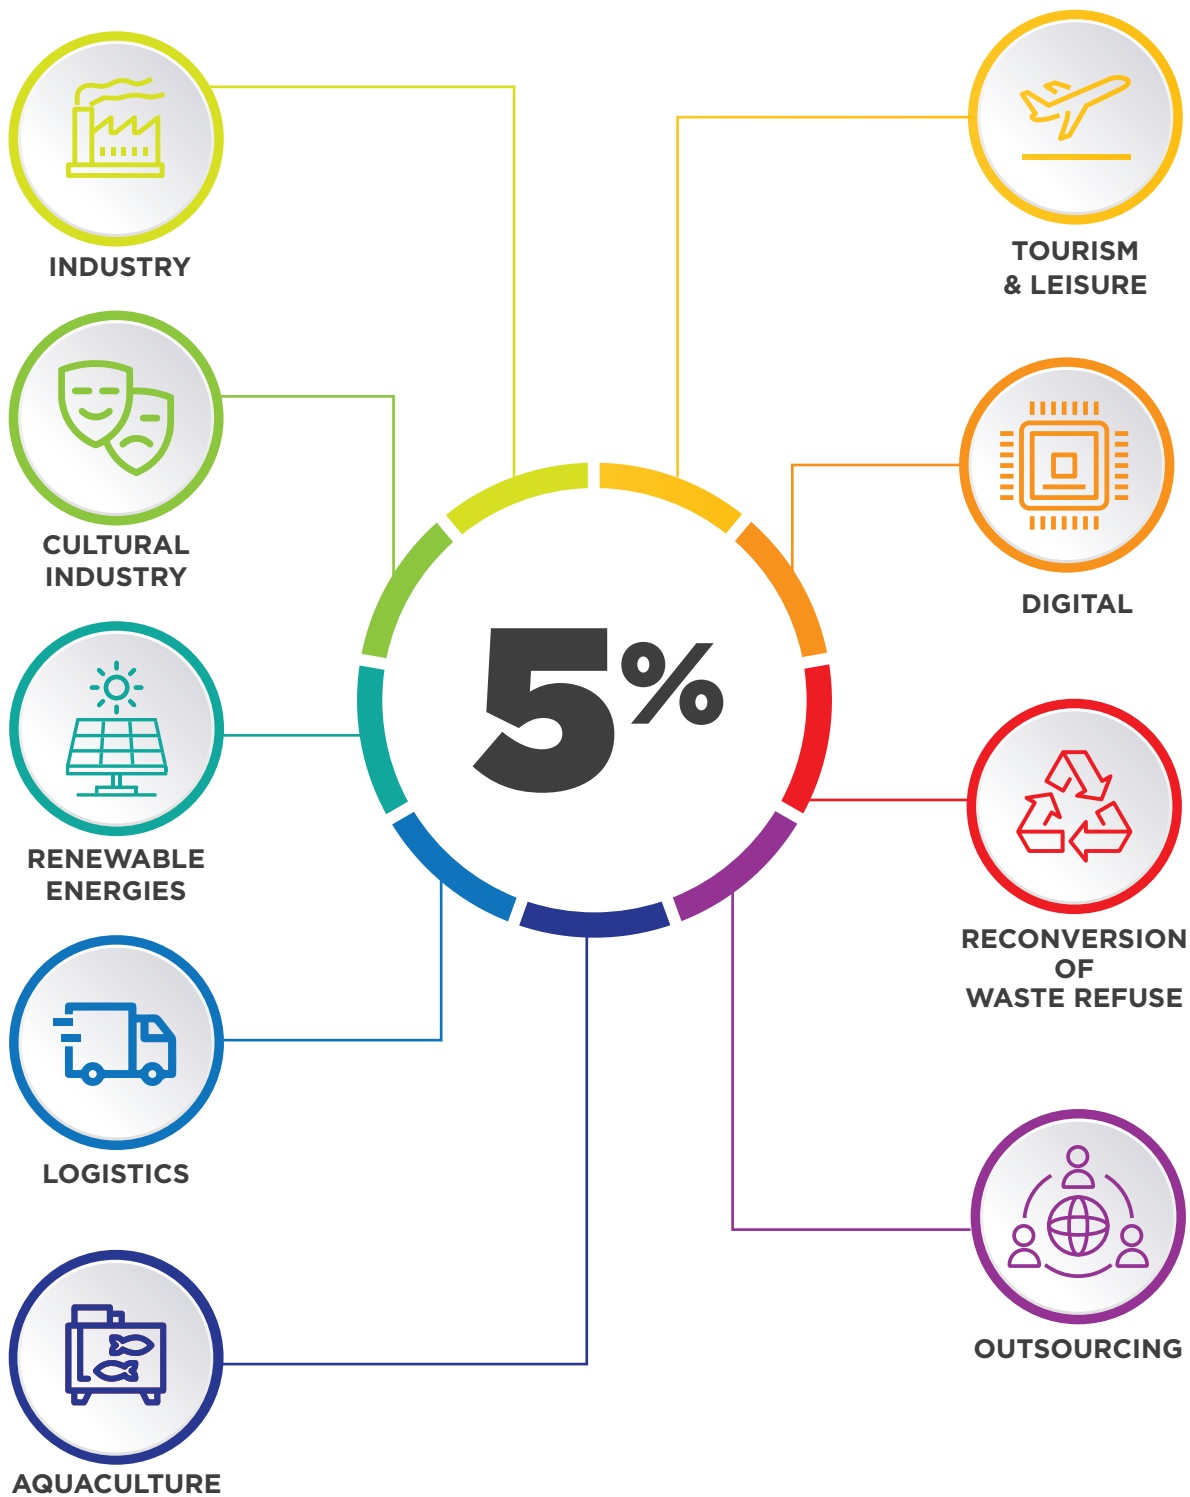 INDUSTRY
CULTURAL
INDUSTRY
RENEWABLE
ENERGIES
LOGISTICS
AQUACULTURE
5%
TOURISM
& LEISURE
DIGITAL
RECONVERSION
OF
WASTE REFUSE
OUTSOURCING